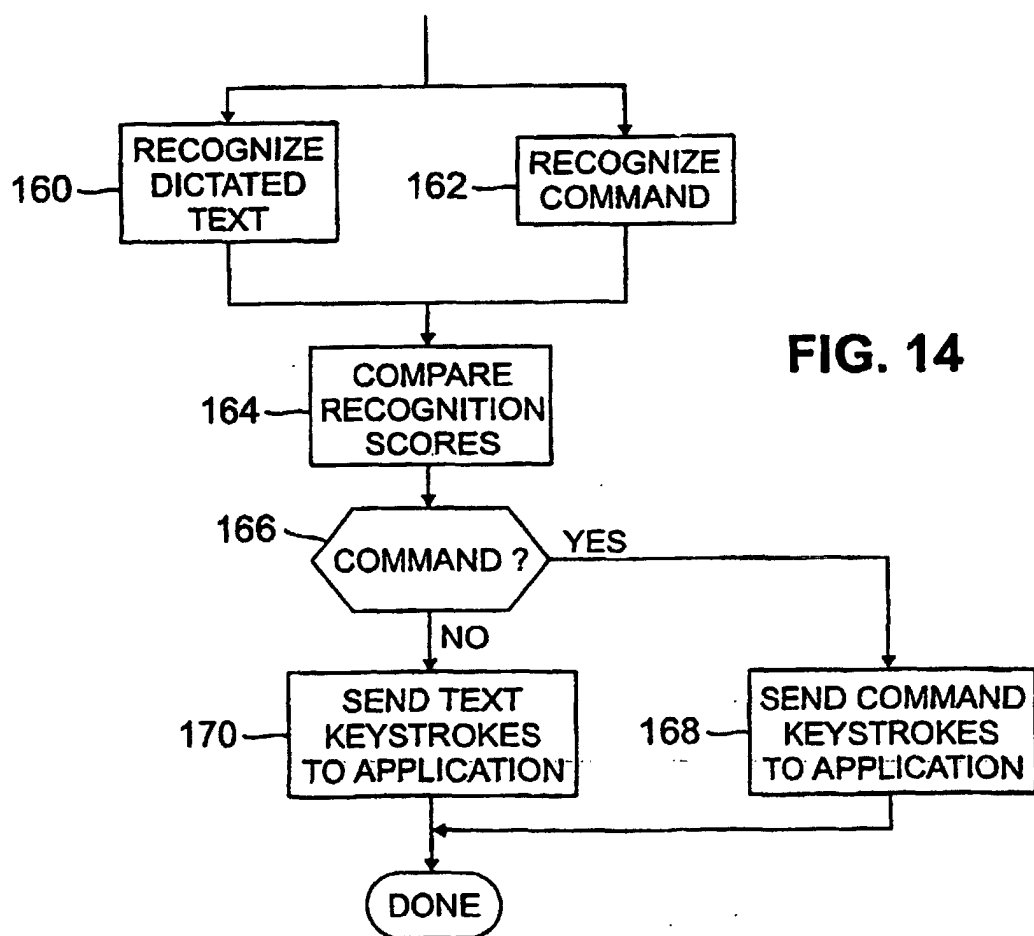 RECOGNIZE
DICTATED
TEXT
160
RECOGNIZE
COMMAND
162
COMPARE
RECOGNITION
SCORES
164
FIG. 14
166
COMMAND ?
YES
NO
SEND TEXT
KEYSTROKES
TO APPLICATION
170
SEND COMMAND
KEYSTROKES
TO APPLICATION
168
DONE